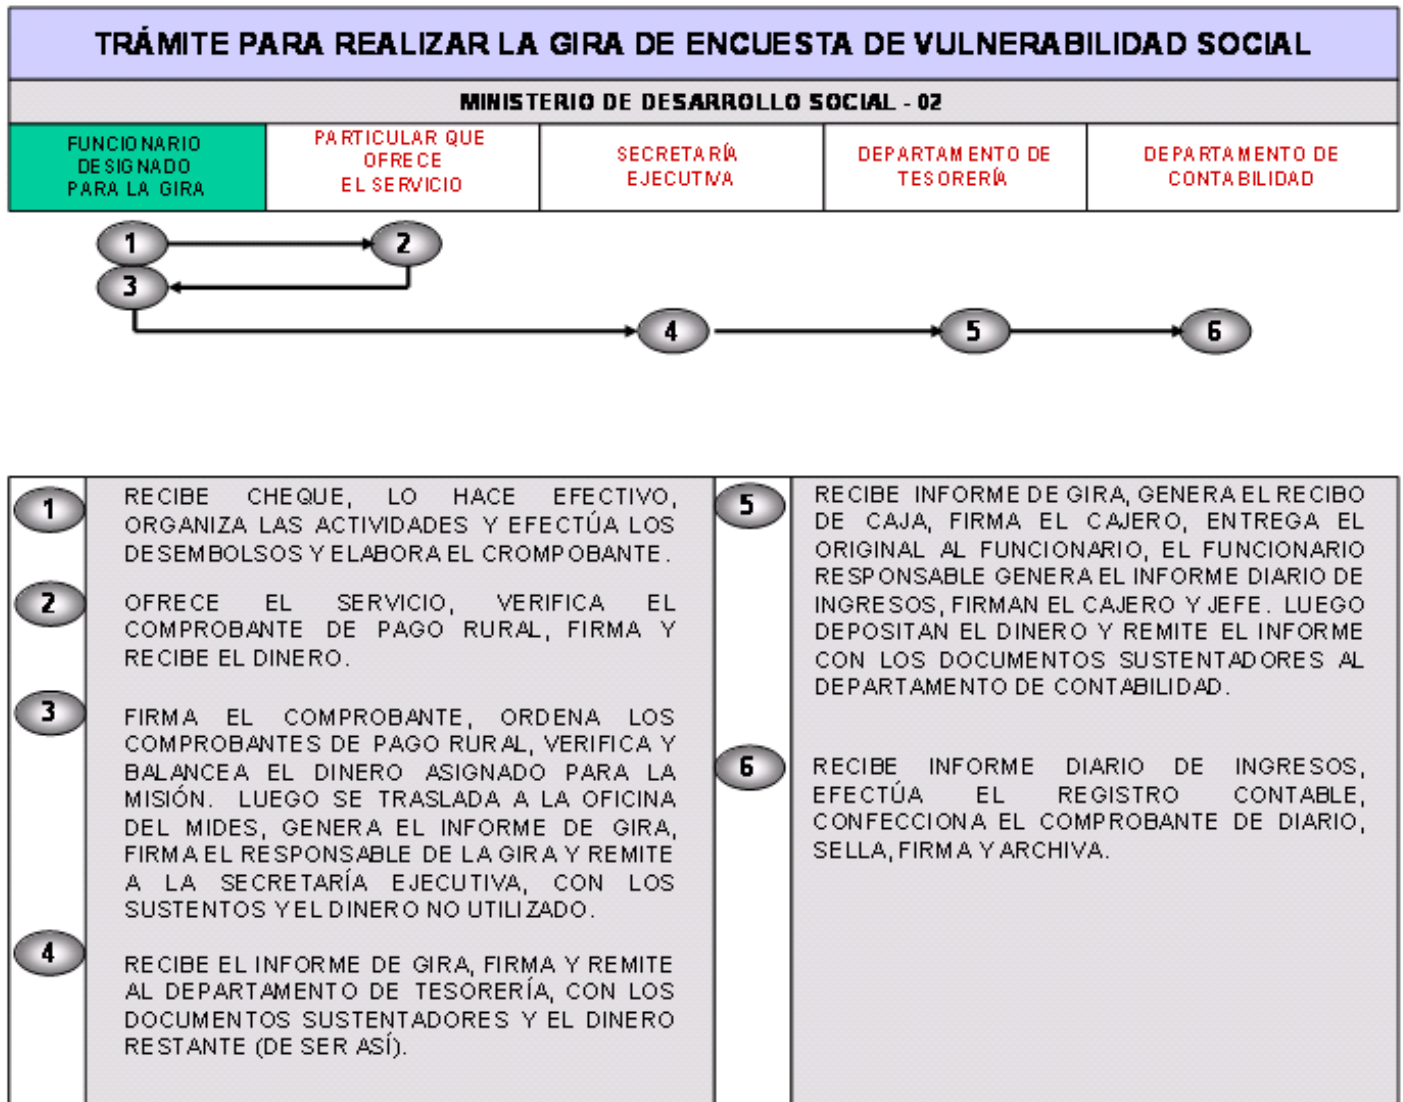 TRÁMITE PARA REALIZAR LA GIRA DE ENCUESTA DE VULNERABILIDAD SOCIAL
MINISTERIO DE DESARROLLO SOCIAL - 02
FUNCIONARIO
DESIGNADO
PARA LA GIRA
PARTICULAR QUE
OFRECE
EL SERVICIO
SECRETARÍA
EJECUTIVA
DEPARTAMENTO DE
TESORERÍA
DEPARTAMENTO DE
CONTABILIDAD
1
2
3
4
5
6
1
RECIBE CHEQUE, LO HACE EFECTIVO,
ORGANIZA LAS ACTIVIDADES Y EFECTÚA LOS
DESEMBOLSOS Y ELABORA EL CROMPOBANTE.
2
OFRECE EL SERVICIO, VERIFICA EL
COMPROBANTE DE PAGO RURAL, FIRMA Y
RECIBE EL DINERO.
3
FIRMA EL COMPROBANTE, ORDENA LOS
COMPROBANTES DE PAGO RURAL, VERIFICA Y
BALANCEA EL DINERO ASIGNADO PARA LA
MISIÓN. LUEGO SE TRASLADA A LA OFICINA
DEL MIDES, GENERA EL INFORME DE GIRA,
FIRMA EL RESPONSABLE DE LA GIRA Y REMITE
A LA SECRETARÍA EJECUTIVA, CON LOS
SUSTENTOS Y EL DINERO NO UTILIZADO.
4
RECIBE EL INFORME DE GIRA, FIRMA Y REMITE
AL DEPARTAMENTO DE TESORERÍA, CON LOS
DOCUMENTOS SUSTENTADORES Y EL DINERO
RESTANTE (DE SER ASÍ).
5
RECIBE INFORME DE GIRA, GENERA EL RECIBO
DE CAJA, FIRMA EL CAJERO, ENTREGA EL
ORIGINAL AL FUNCIONARIO, EL FUNCIONARIO
RESPONSABLE GENERA EL INFORME DIARIO DE
INGRESOS, FIRMAN EL CAJERO Y JEFE. LUEGO
DEPOSITAN EL DINERO Y REMITE EL INFORME
CON LOS DOCUMENTOS SUSTENTADORES AL
DEPARTAMENTO DE CONTABILIDAD.
6
RECIBE INFORME DIARIO DE INGRESOS,
EFECTÚA EL REGISTRO CONTABLE,
CONFECCIONA EL COMPROBANTE DE DIARIO,
SELLA, FIRMA Y ARCHIVA.